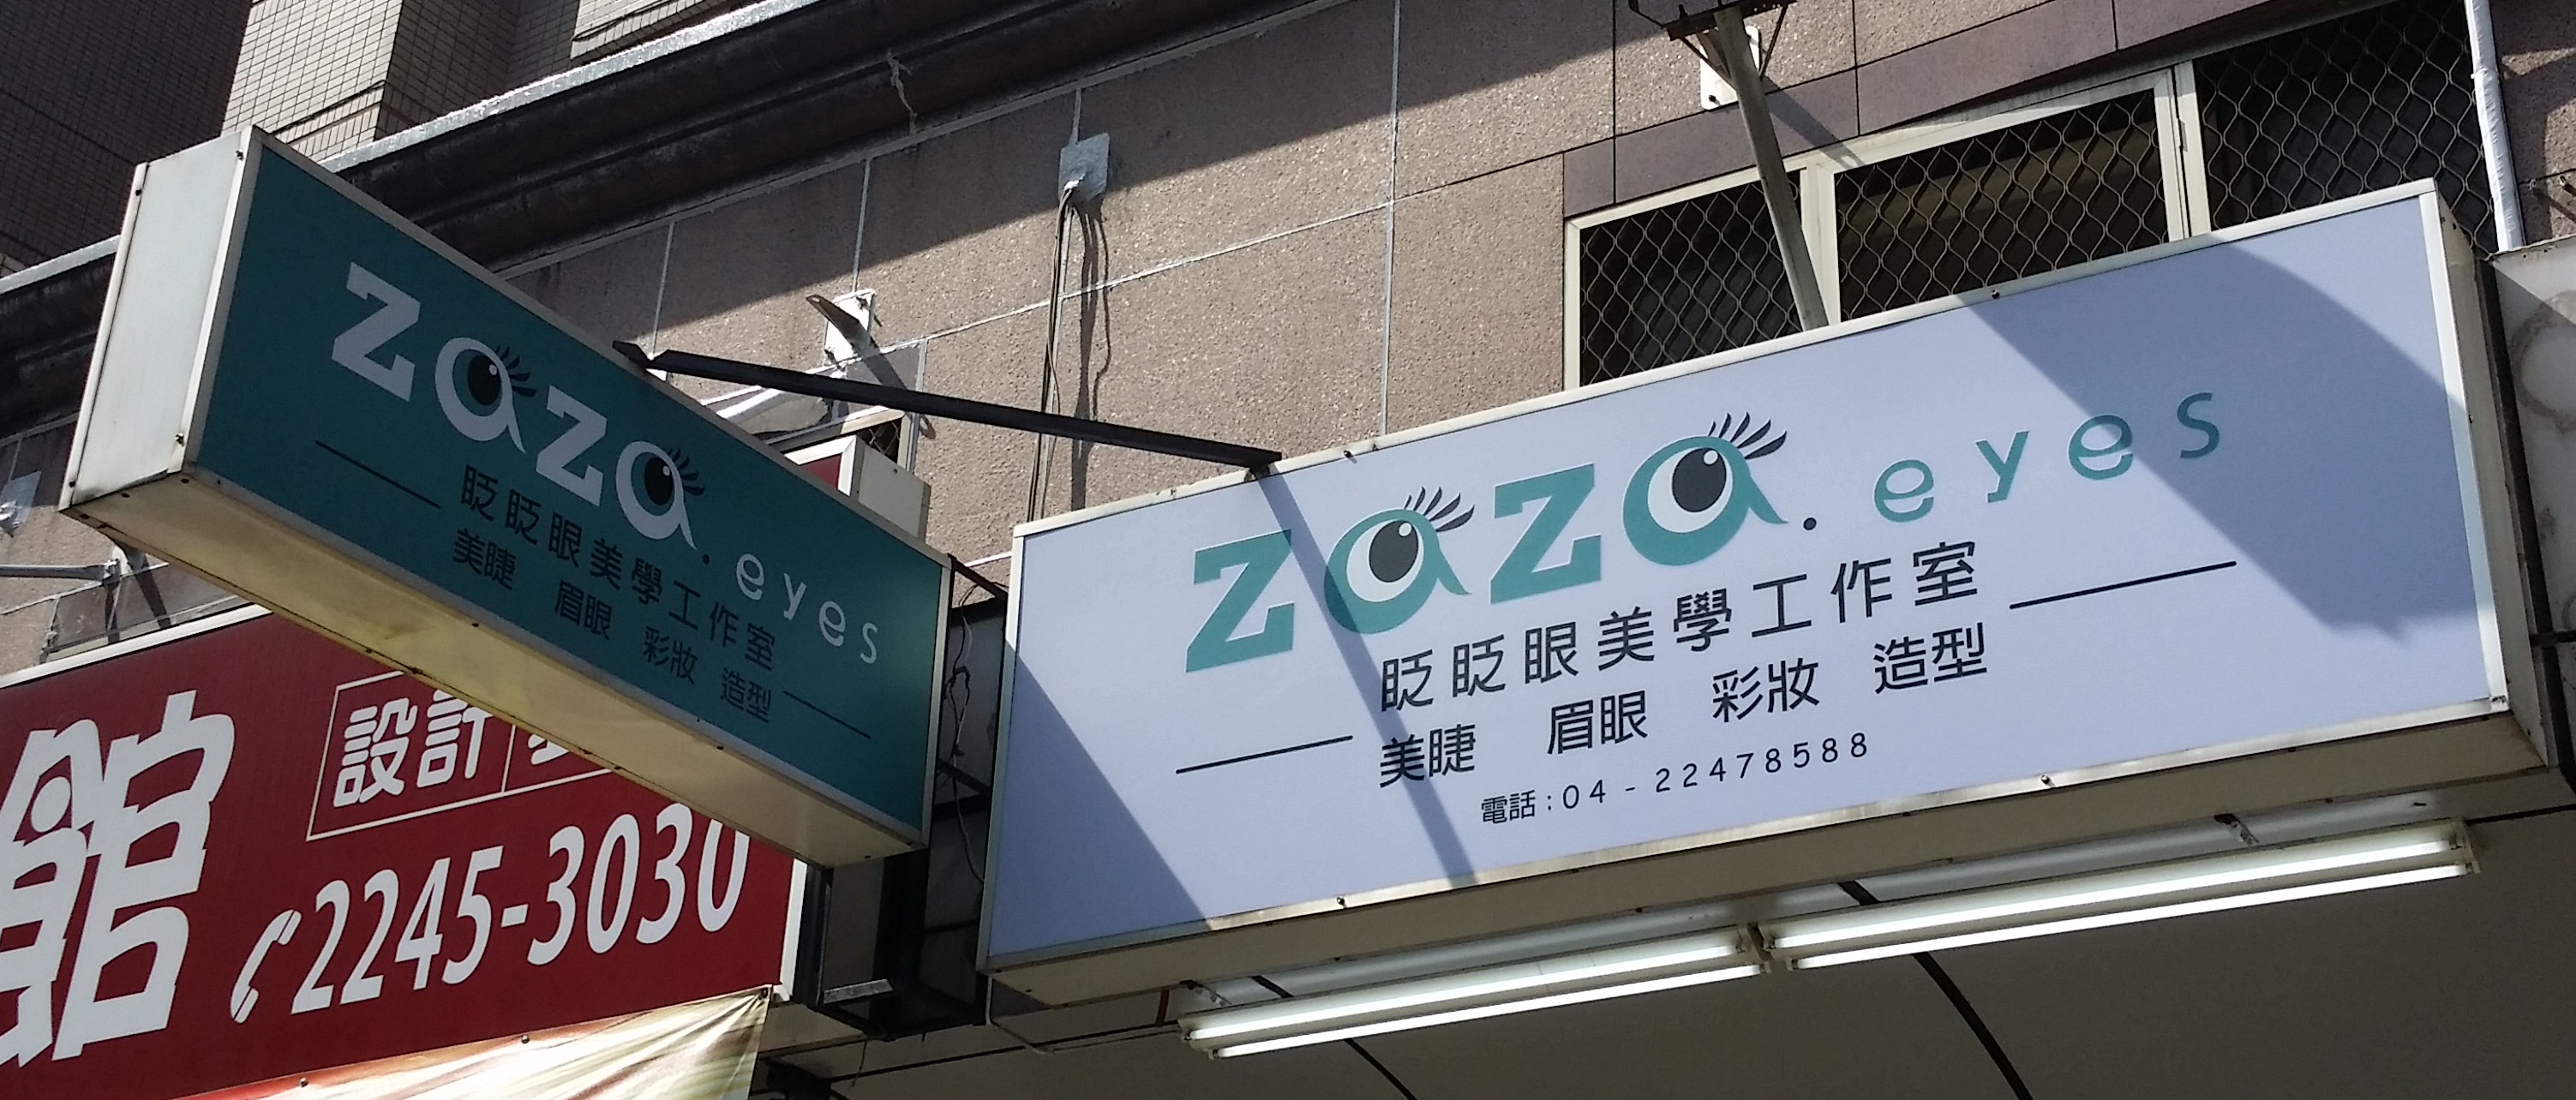 zaza.eyes
眨眨眼美學工作室
美睫 眉眼 彩妝 造型
zaza.eyes
眨眨眼美學工作室
美睫 眉眼 彩妝 造型
電話:04-22478588
館
設計
2245-3030